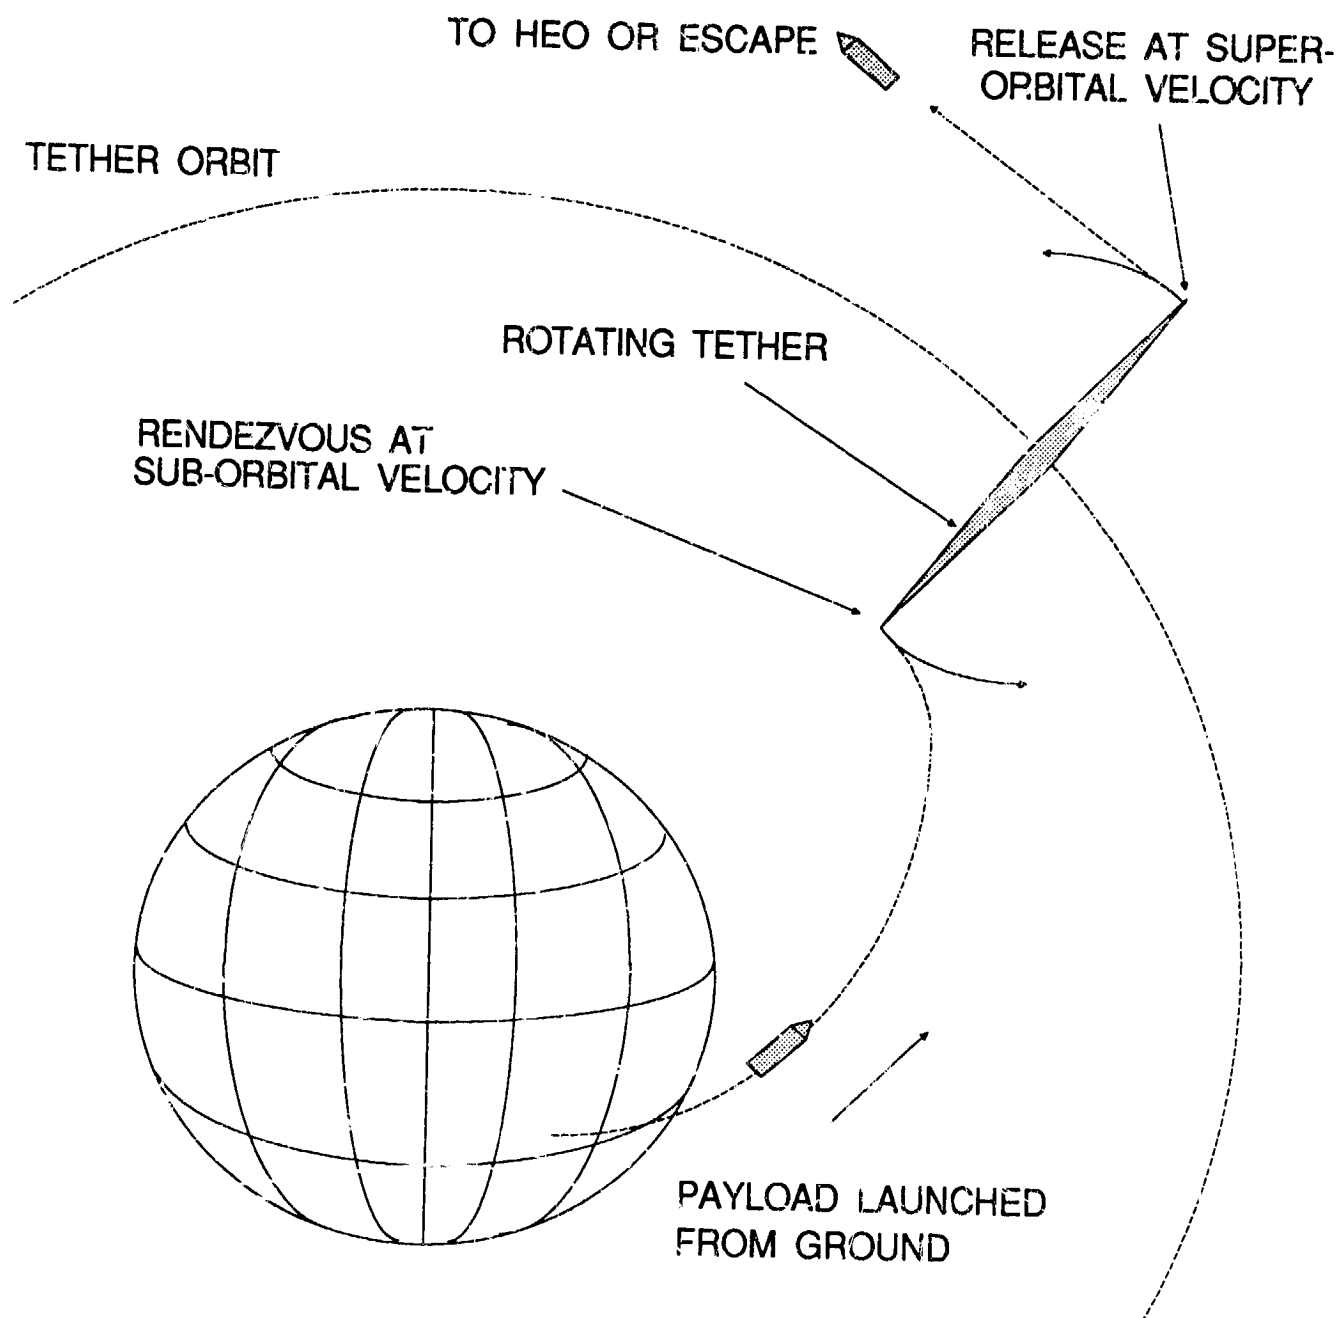 TO HEO OR ESCAPE
RELEASE AT SUPER-
ORBITAL VELOCITY
TETHER ORBIT
ROTATING TETHER
RENDEZVOUS AT
SUB-ORBITAL VELOCITY
PAYLOAD LAUNCHED
FROM GROUND